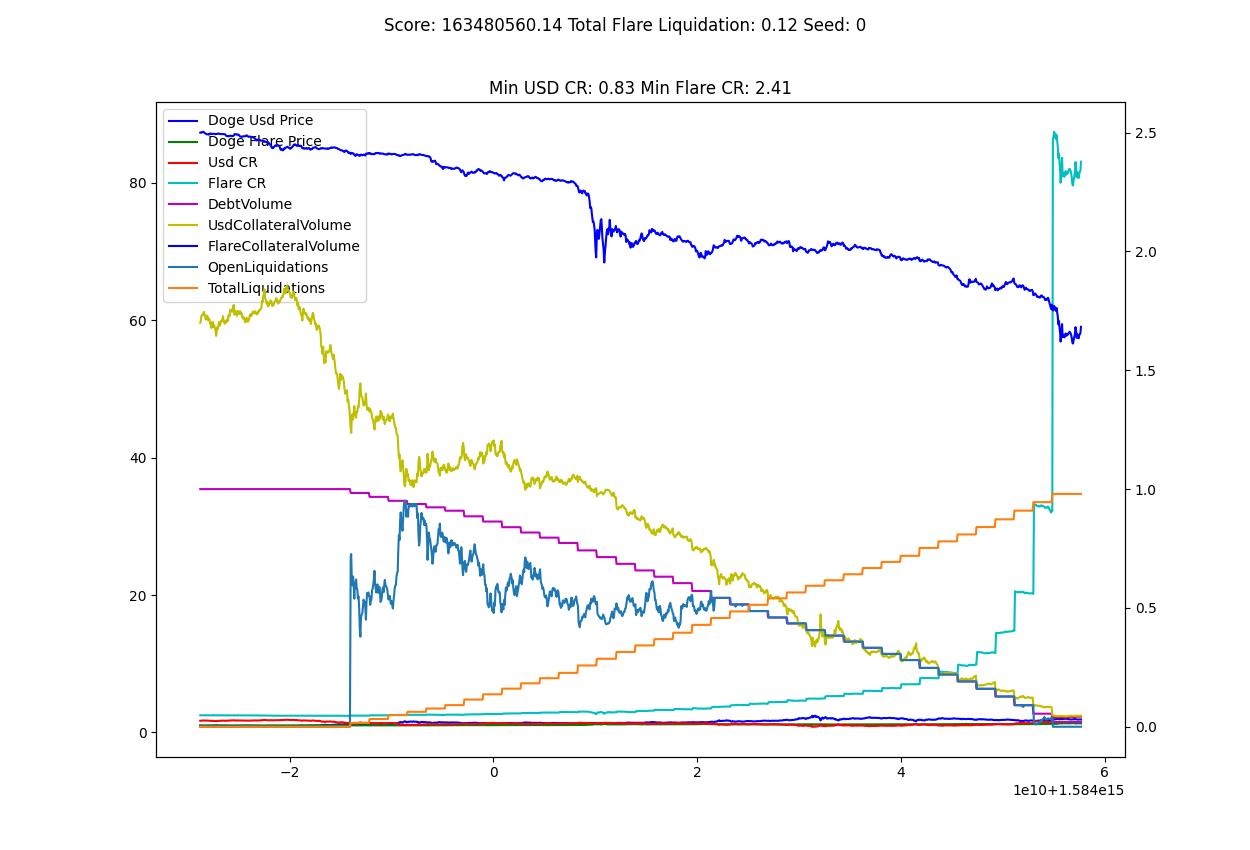 Score: 163480560.14 Total Flare Liquidation: 0.12 Seed: 0
Min USD CR: 0.83 Min Flare CR: 2.41
Doge Usd Price
Doge Flare Price
Usd CR
Flare CR
DebtVolume
UsdCollateralVolume
FlareCollateralVolume
OpenLiquidations
TotalLiquidations
80
60
40
20
0
2.5
2.0
1.5
1.0
0.5
0.0
−2
0
2
4
6
1e10+1.584e15